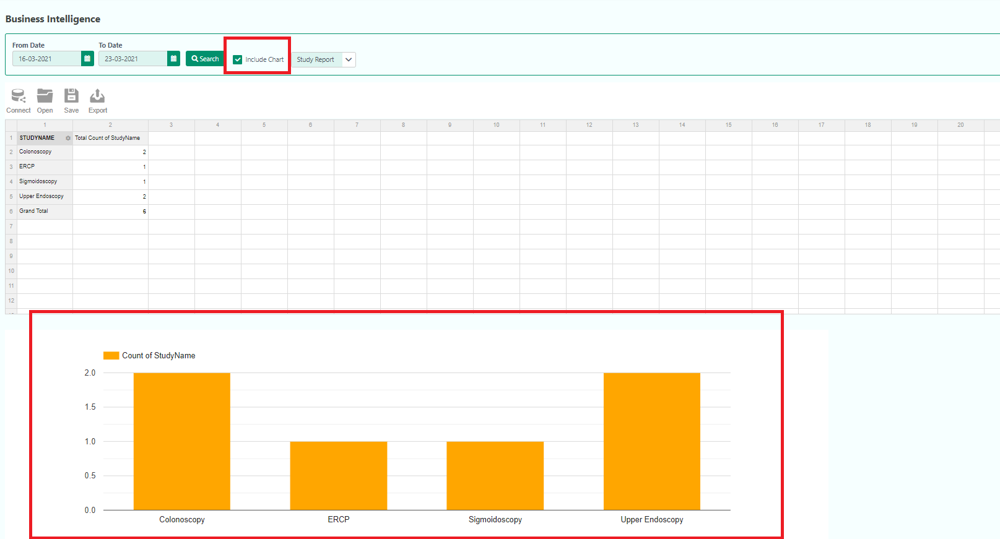 Business Intelligence
From Date To Date
16-03-2021 23-03-2021 Search Include Chart Study Report
Connect Open Save Export
1 2 3 4 5 6 7 8 9 10 11 12 13 14 15 16 17 18 19 20
1 STUDYNAME Total Count of StudyName
2 Colonoscopy 2
3 ERCP 1
4 Sigmoidoscopy 1
5 Upper Endoscopy 2
6 Grand Total 6
7
8
9
10
11
12
Count of StudyName
2.0
1.5
1.0
0.5
0.0
Colonoscopy ERCP Sigmoidoscopy Upper Endoscopy